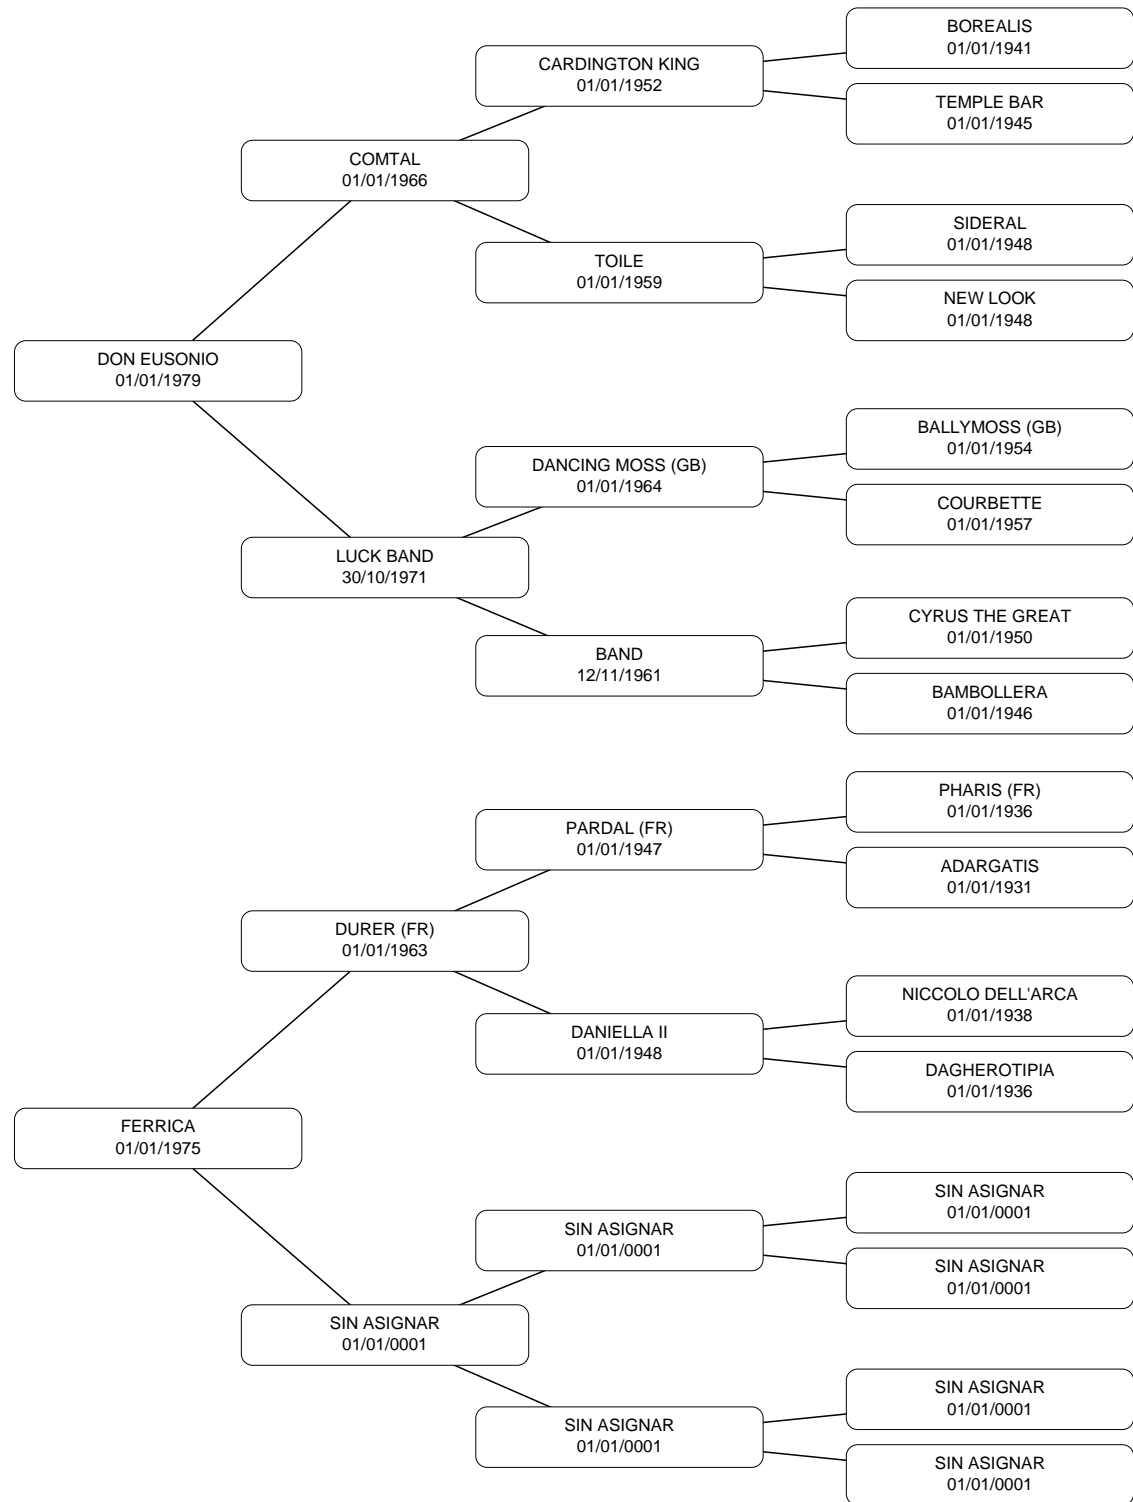 BOREALIS
01/01/1941
CARDINGTON KING
01/01/1952
TEMPLE BAR
01/01/1945
COMTAL
01/01/1966
SIDERAL
01/01/1948
TOILE
01/01/1959
NEW LOOK
01/01/1948
DON EUSONIO
01/01/1979
BALLYMOSS (GB)
01/01/1954
DANCING MOSS (GB)
01/01/1964
COURBETTE
01/01/1957
LUCK BAND
30/10/1971
CYRUS THE GREAT
01/01/1950
BAND
12/11/1961
BAMBOLLERA
01/01/1946
PHARIS (FR)
01/01/1936
PARDAL (FR)
01/01/1947
ADARGATIS
01/01/1931
DURER (FR)
01/01/1963
NICCOLO DELL'ARCA
01/01/1938
DANIELLA II
01/01/1948
DAGHEROTIPIA
01/01/1936
FERRICA
01/01/1975
SIN ASIGNAR
01/01/0001
SIN ASIGNAR
01/01/0001
SIN ASIGNAR
01/01/0001
SIN ASIGNAR
01/01/0001
SIN ASIGNAR
01/01/0001
SIN ASIGNAR
01/01/0001
SIN ASIGNAR
01/01/0001